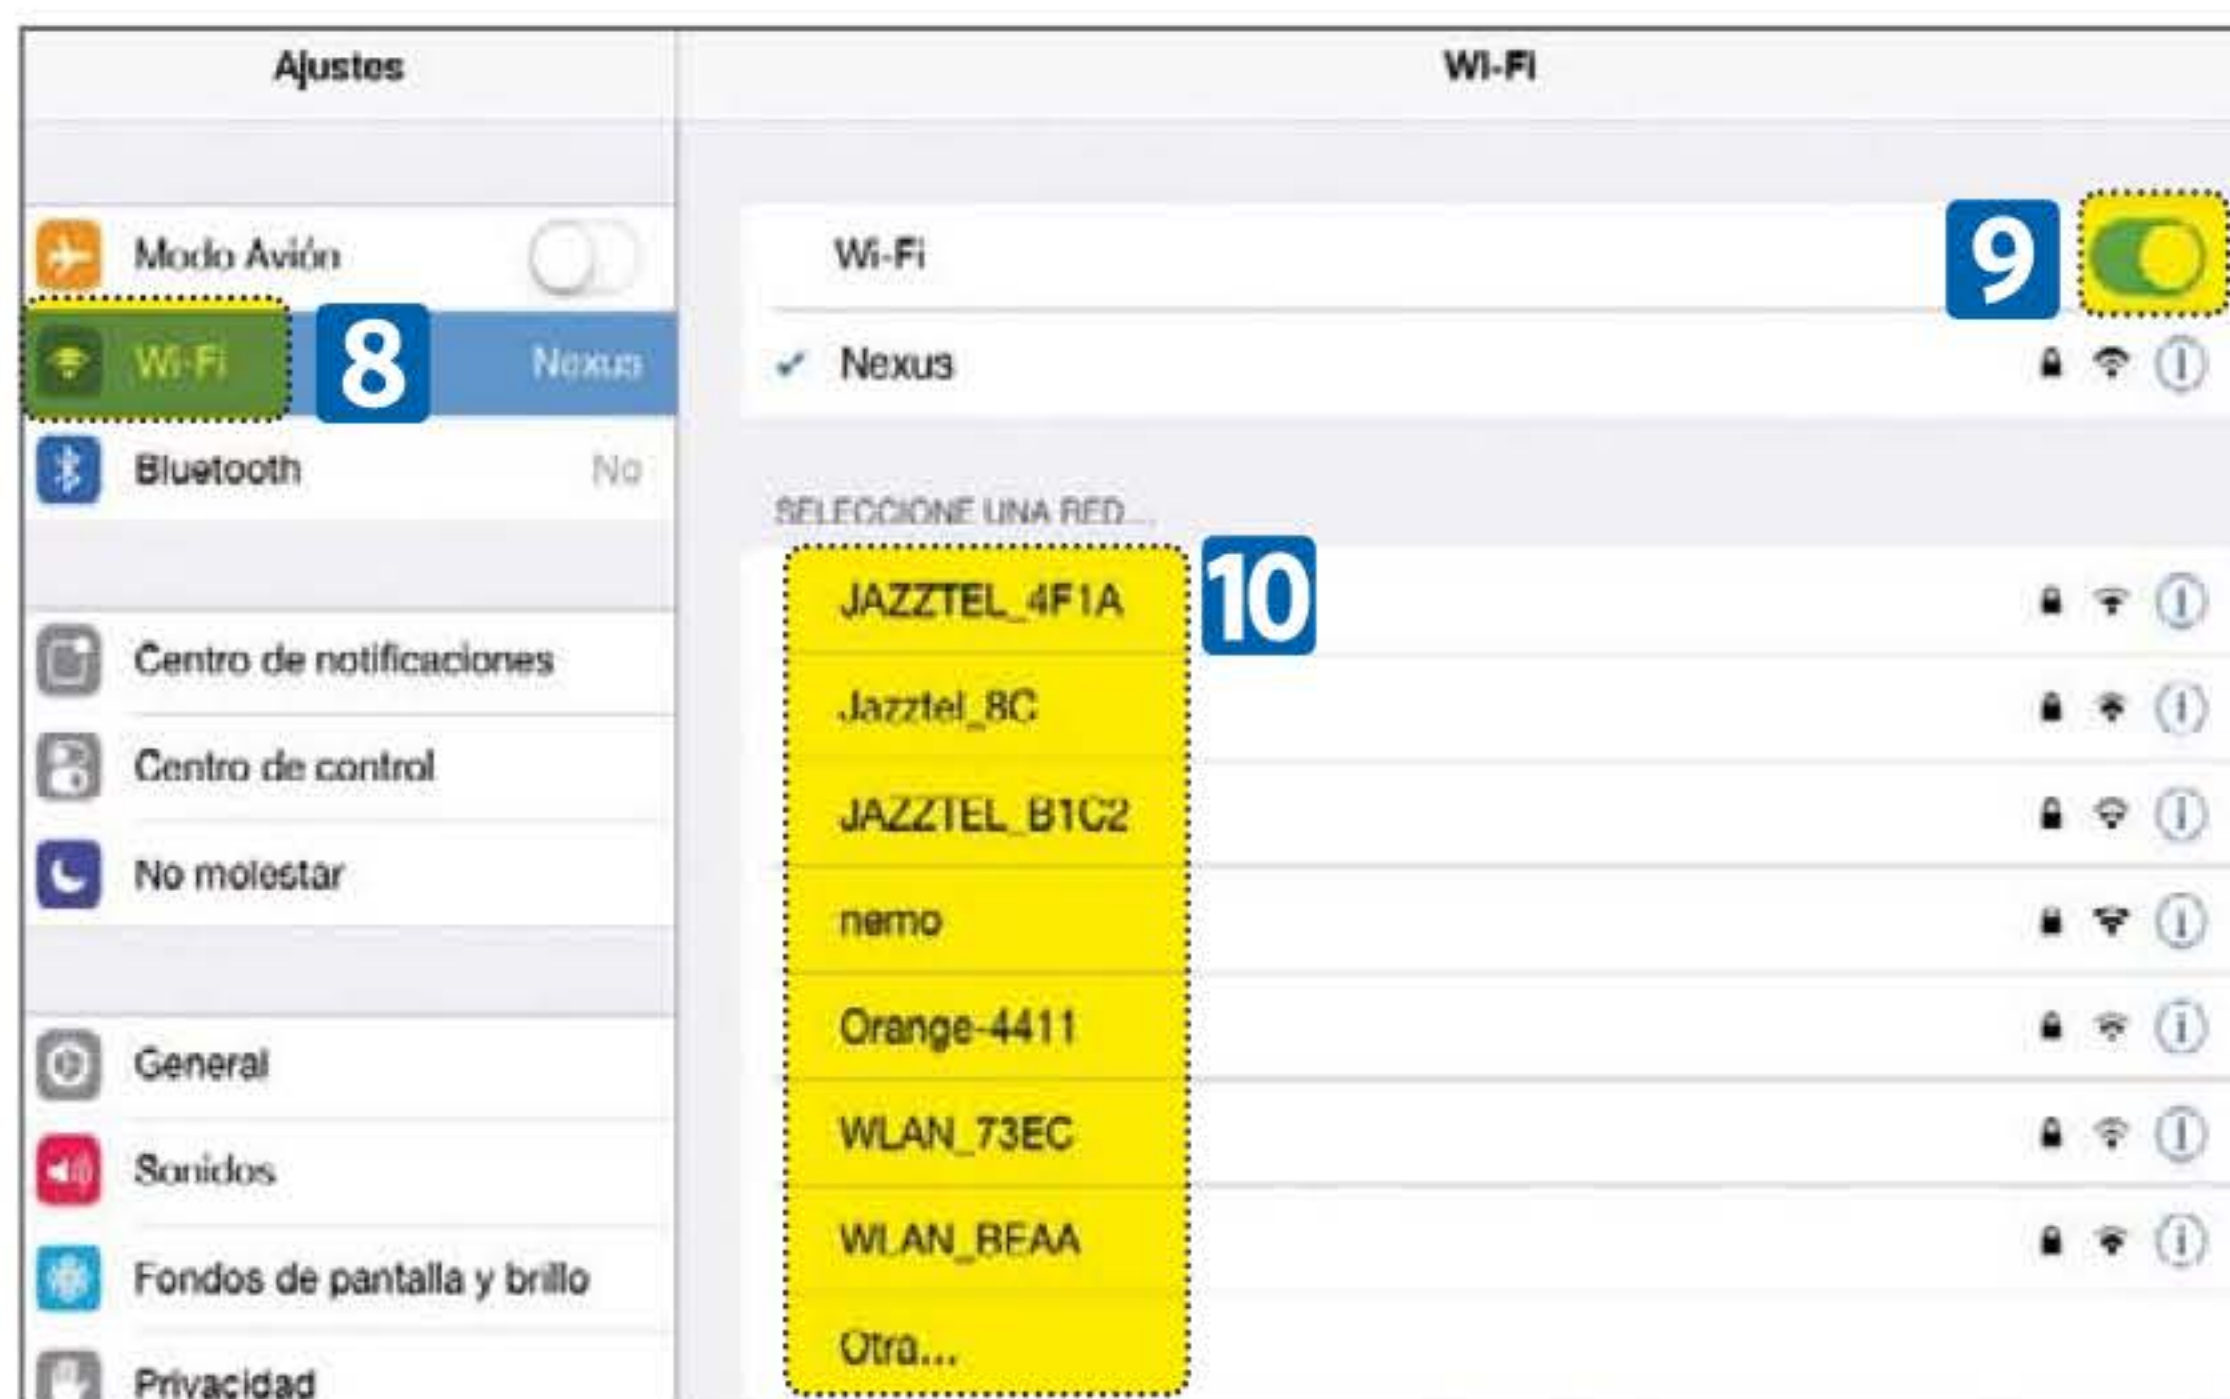 Ajustes
Wi-Fi
Modo Avión
Wi-Fi
8
Nexus
Bluetooth
No
Centro de notificaciones
Centro de control
No molestar
General
Sonidos
Fondos de pantalla y brillo
Privacidad
Wi-Fi
9
Nexus
SELECCIONE UNA RED...
10
JAZZTEL_4F1A
Jazztel_8C
JAZZTEL_B1C2
nemo
Orange-4411
WLAN_73EC
WLAN_BEAA
Otra...